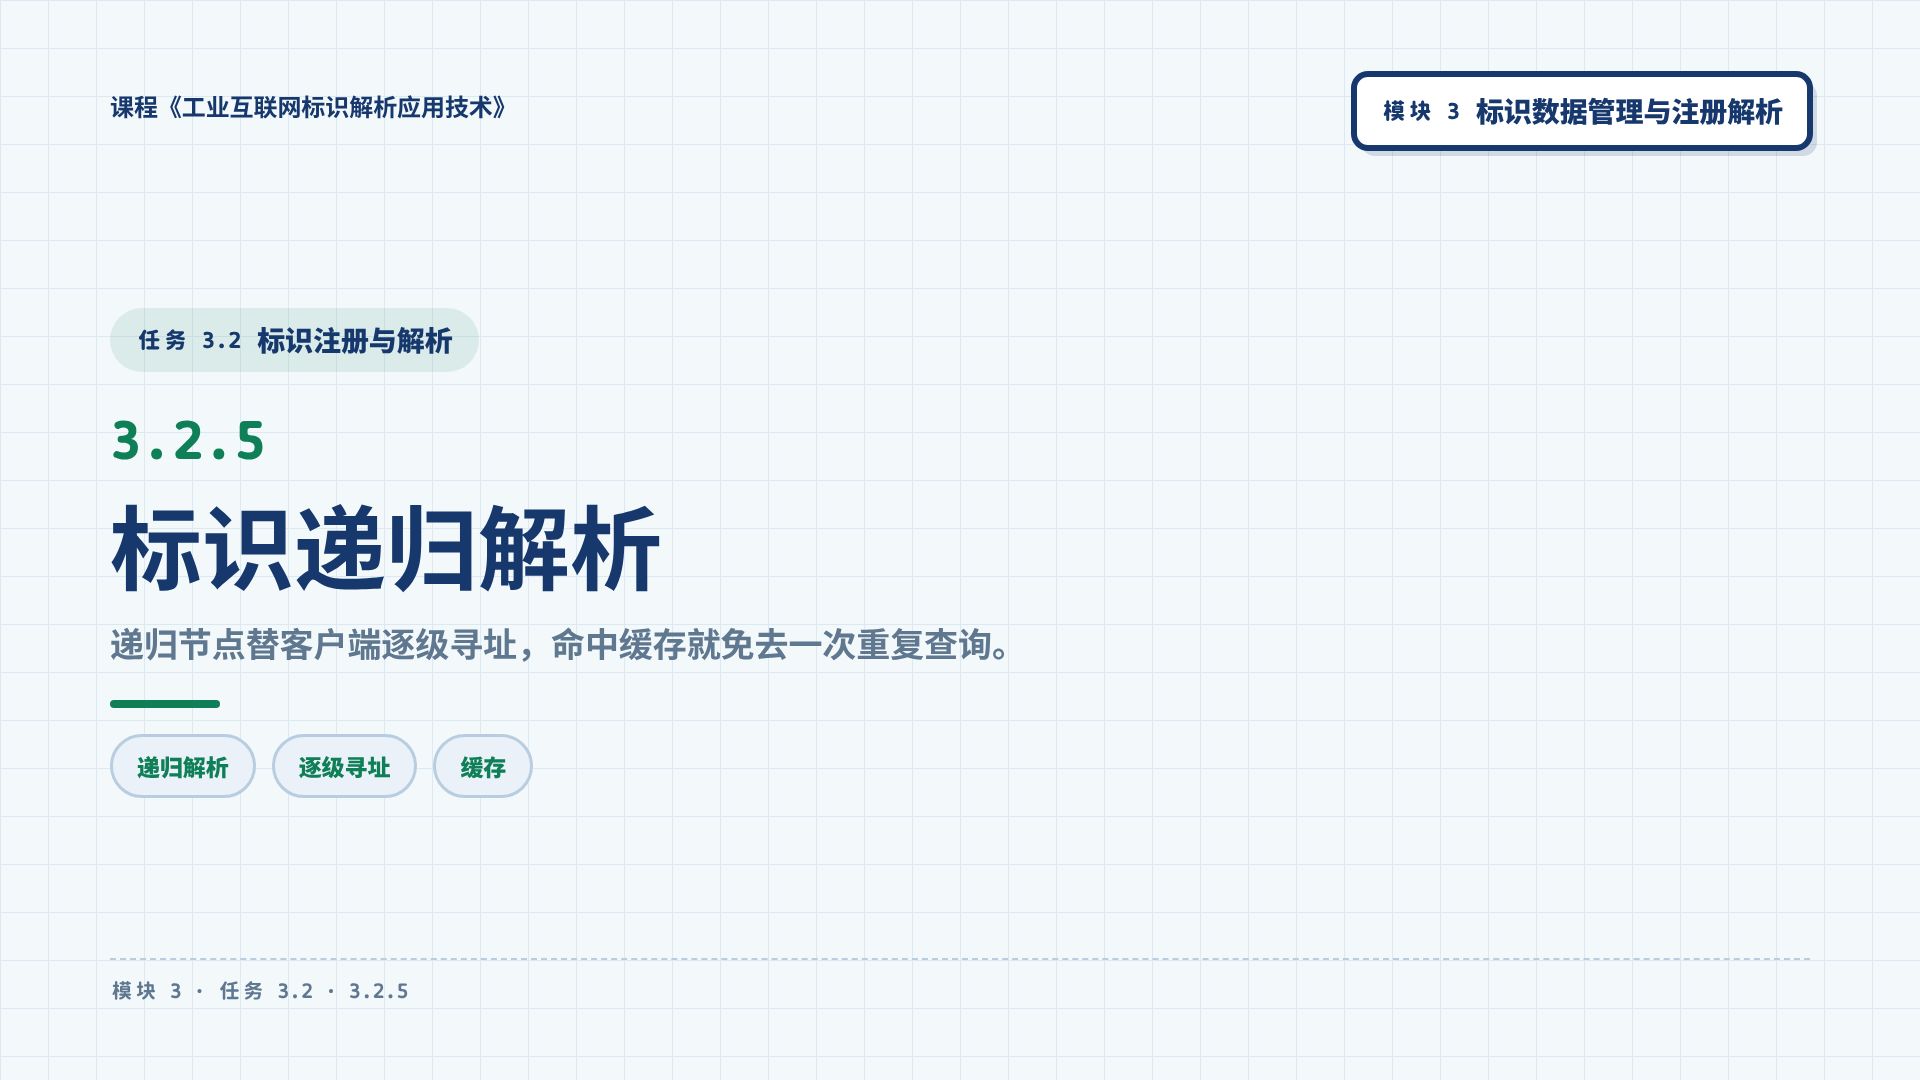 课程《工业互联网标识解析应用技术》
模块 3 标识数据管理与注册解析
任务 3.2 标识注册与解析
3.2.5
标识递归解析
递归节点替客户端逐级寻址，命中缓存就免去一次重复查询。
递归解析 逐级寻址 缓存
模块 3 · 任务 3.2 · 3.2.5